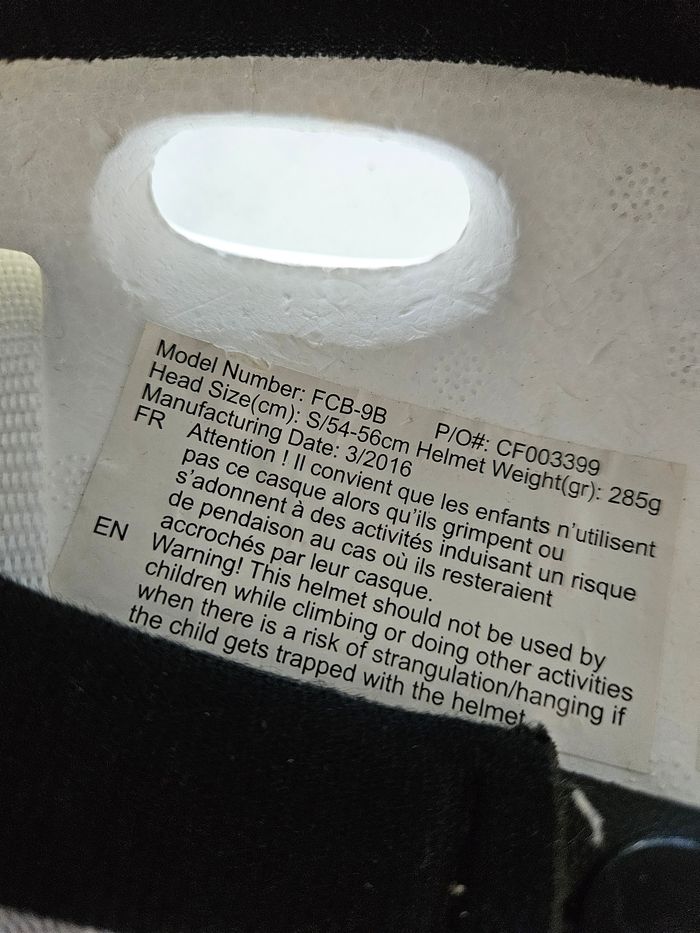 Model Number: FCB-9B P/O#: CF003399
Head Size(cm): S/54-56cm Helmet Weight(gr): 285g
Manufacturing Date: 3/2016
FR Attention ! Il convient que les enfants n'utilisent
pas ce casque alors qu'ils grimpent ou
s'adonnent à des activités induisant un risque
de pendaison au cas où ils resteraient
accrochés par leur casque.
EN Warning! This helmet should not be used by
children while climbing or doing other activities
when there is a risk of strangulation/hanging if
the child gets trapped with the helmet